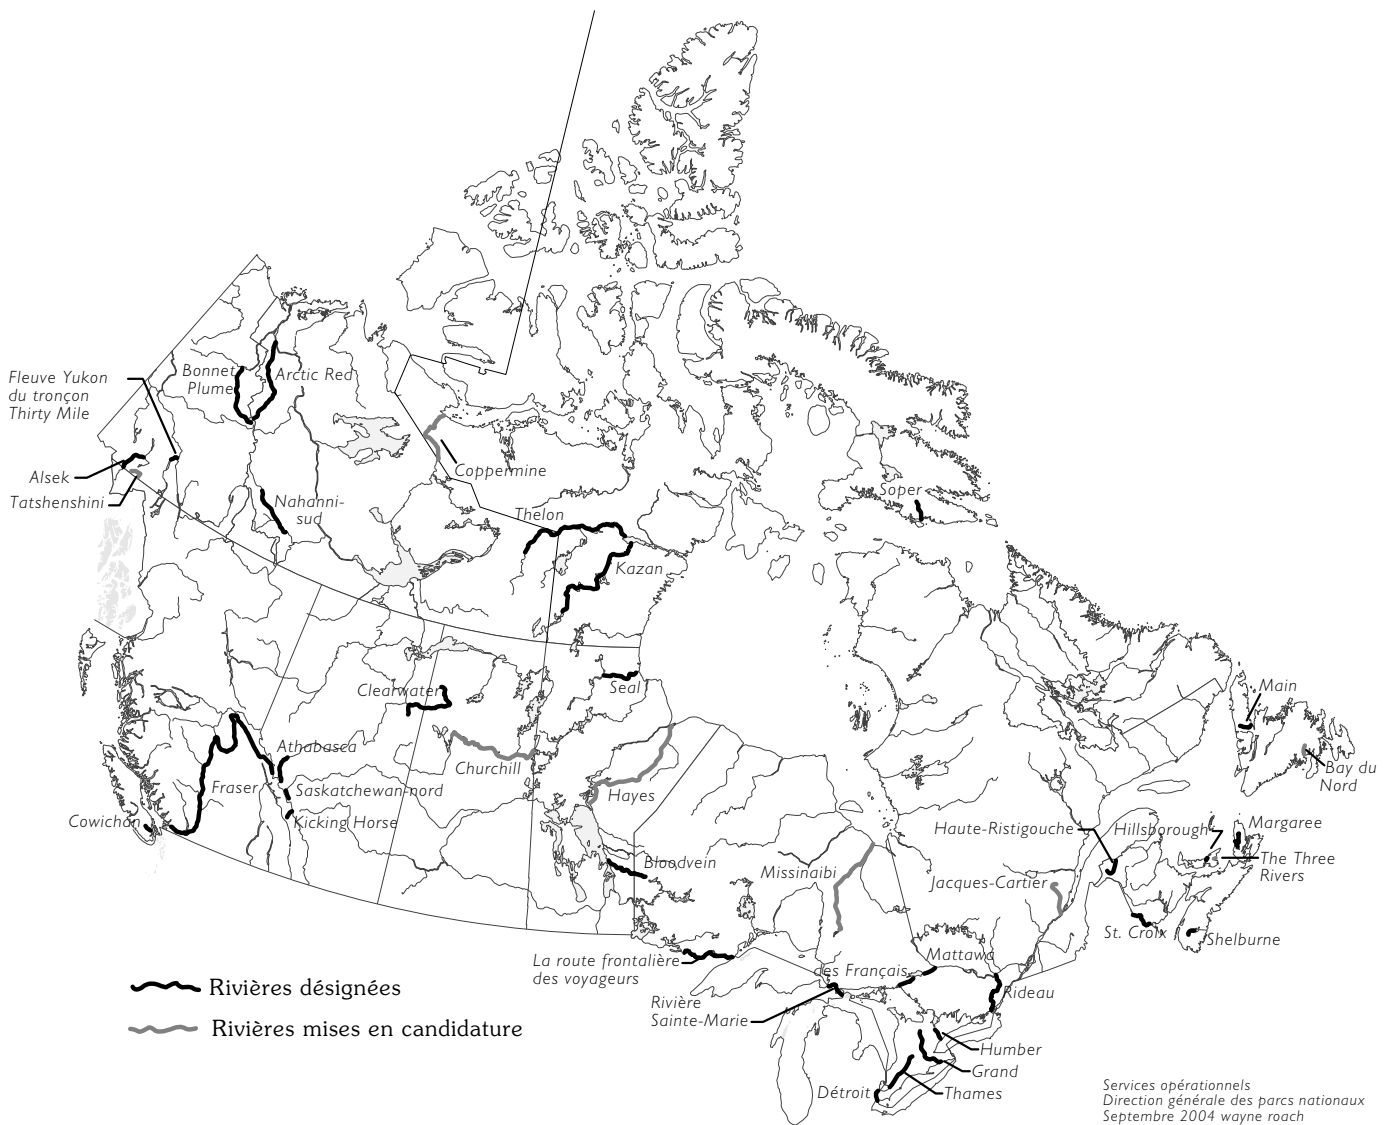 Bonnet
Plume
Arctic Red
Fleuve Yukon
du tronçon
Thirty Mile
Alsek
Tatshenshini
Coppermine
Nahanni-
sud
Soper
Thelon
Kazan
Clearwater
Seal
Main
Athabasca
Churchill
Bay du
Nord
Fraser
Saskatchewan-nord
Hayes
Cowichan
Kicking Horse
Haute-Ristigouche
Hillsborough
Margaree
Bloodvein
Missinaibi
The Three
Rivers
Jacques-Cartier
St. Croix
Shelburne
La route frontalière
des voyageurs
des Français
Mattawa
Rideau
Rivière
Sainte-Marie
Humber
Grand
Détroit
Thames
Rivières désignées
Rivières mises en candidature
Services opérationnels
Direction générale des parcs nationaux
Septembre 2004 wayne roach